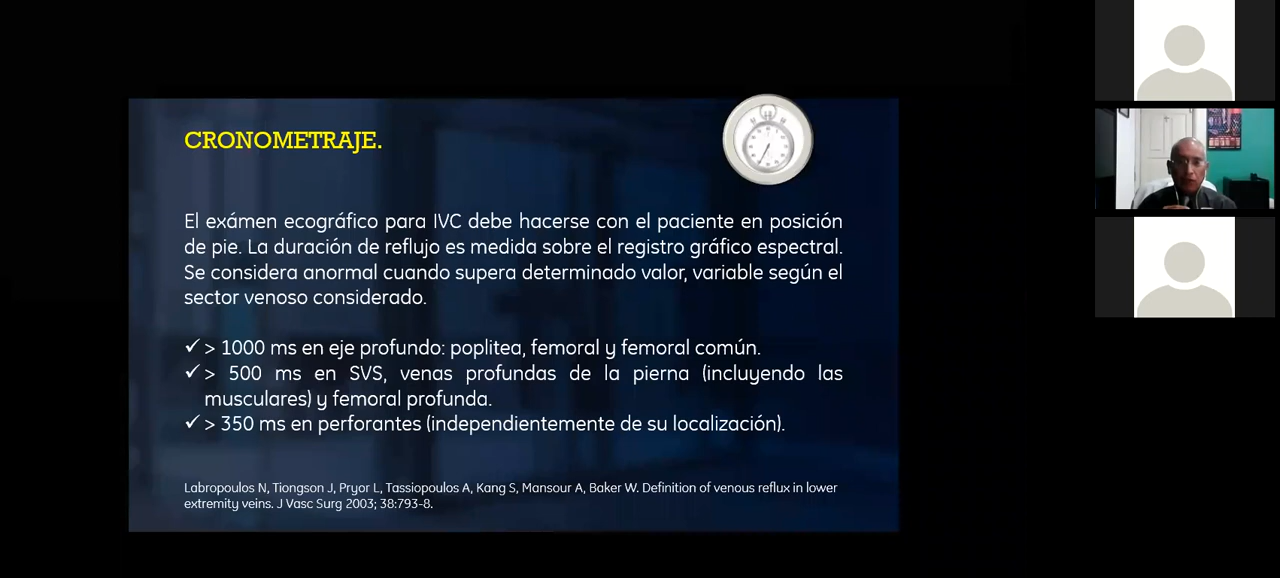 CRONOMETRAJE.
El exámen ecográfico para IVC debe hacerse con el paciente en posición
de pie. La duración de reflujo es medida sobre el registro gráfico espectral.
Se considera anormal cuando supera determinado valor, variable según el
sector venoso considerado.
✓ > 1000 ms en eje profundo: poplitea, femoral y femoral común.
✓ > 500 ms en SVS, venas profundas de la pierna (incluyendo las
musculares) y femoral profunda.
✓ > 350 ms en perforantes (independientemente de su localización).
Labropoulos N, Tiongson J, Pryor L, Tassiopoulos A, Kang S, Mansour A, Baker W. Definition of venous reflux in lower
extremity veins. J Vasc Surg 2003; 38:793-8.